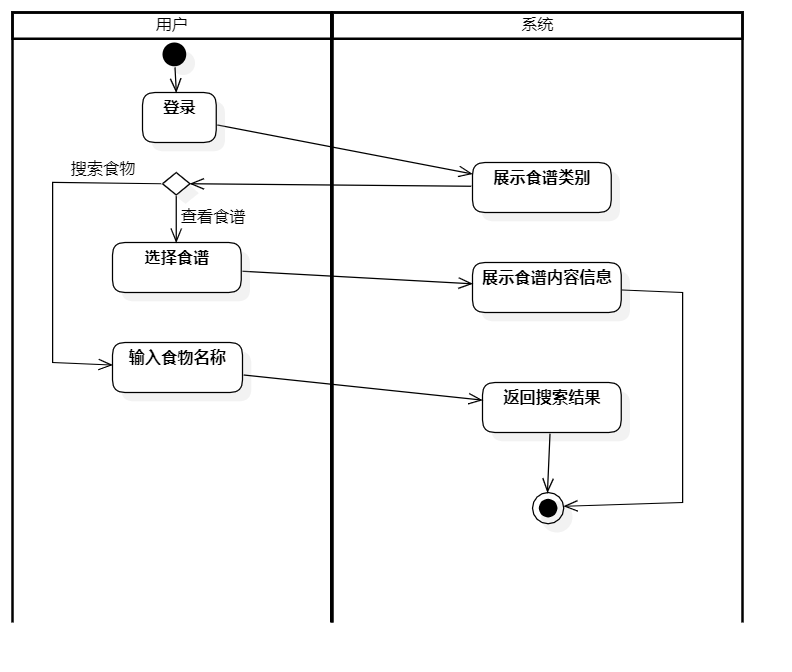 用户
系统
登录
搜索食物
展示食谱类别
查看食谱
选择食谱
展示食谱内容信息
输入食物名称
返回搜索结果